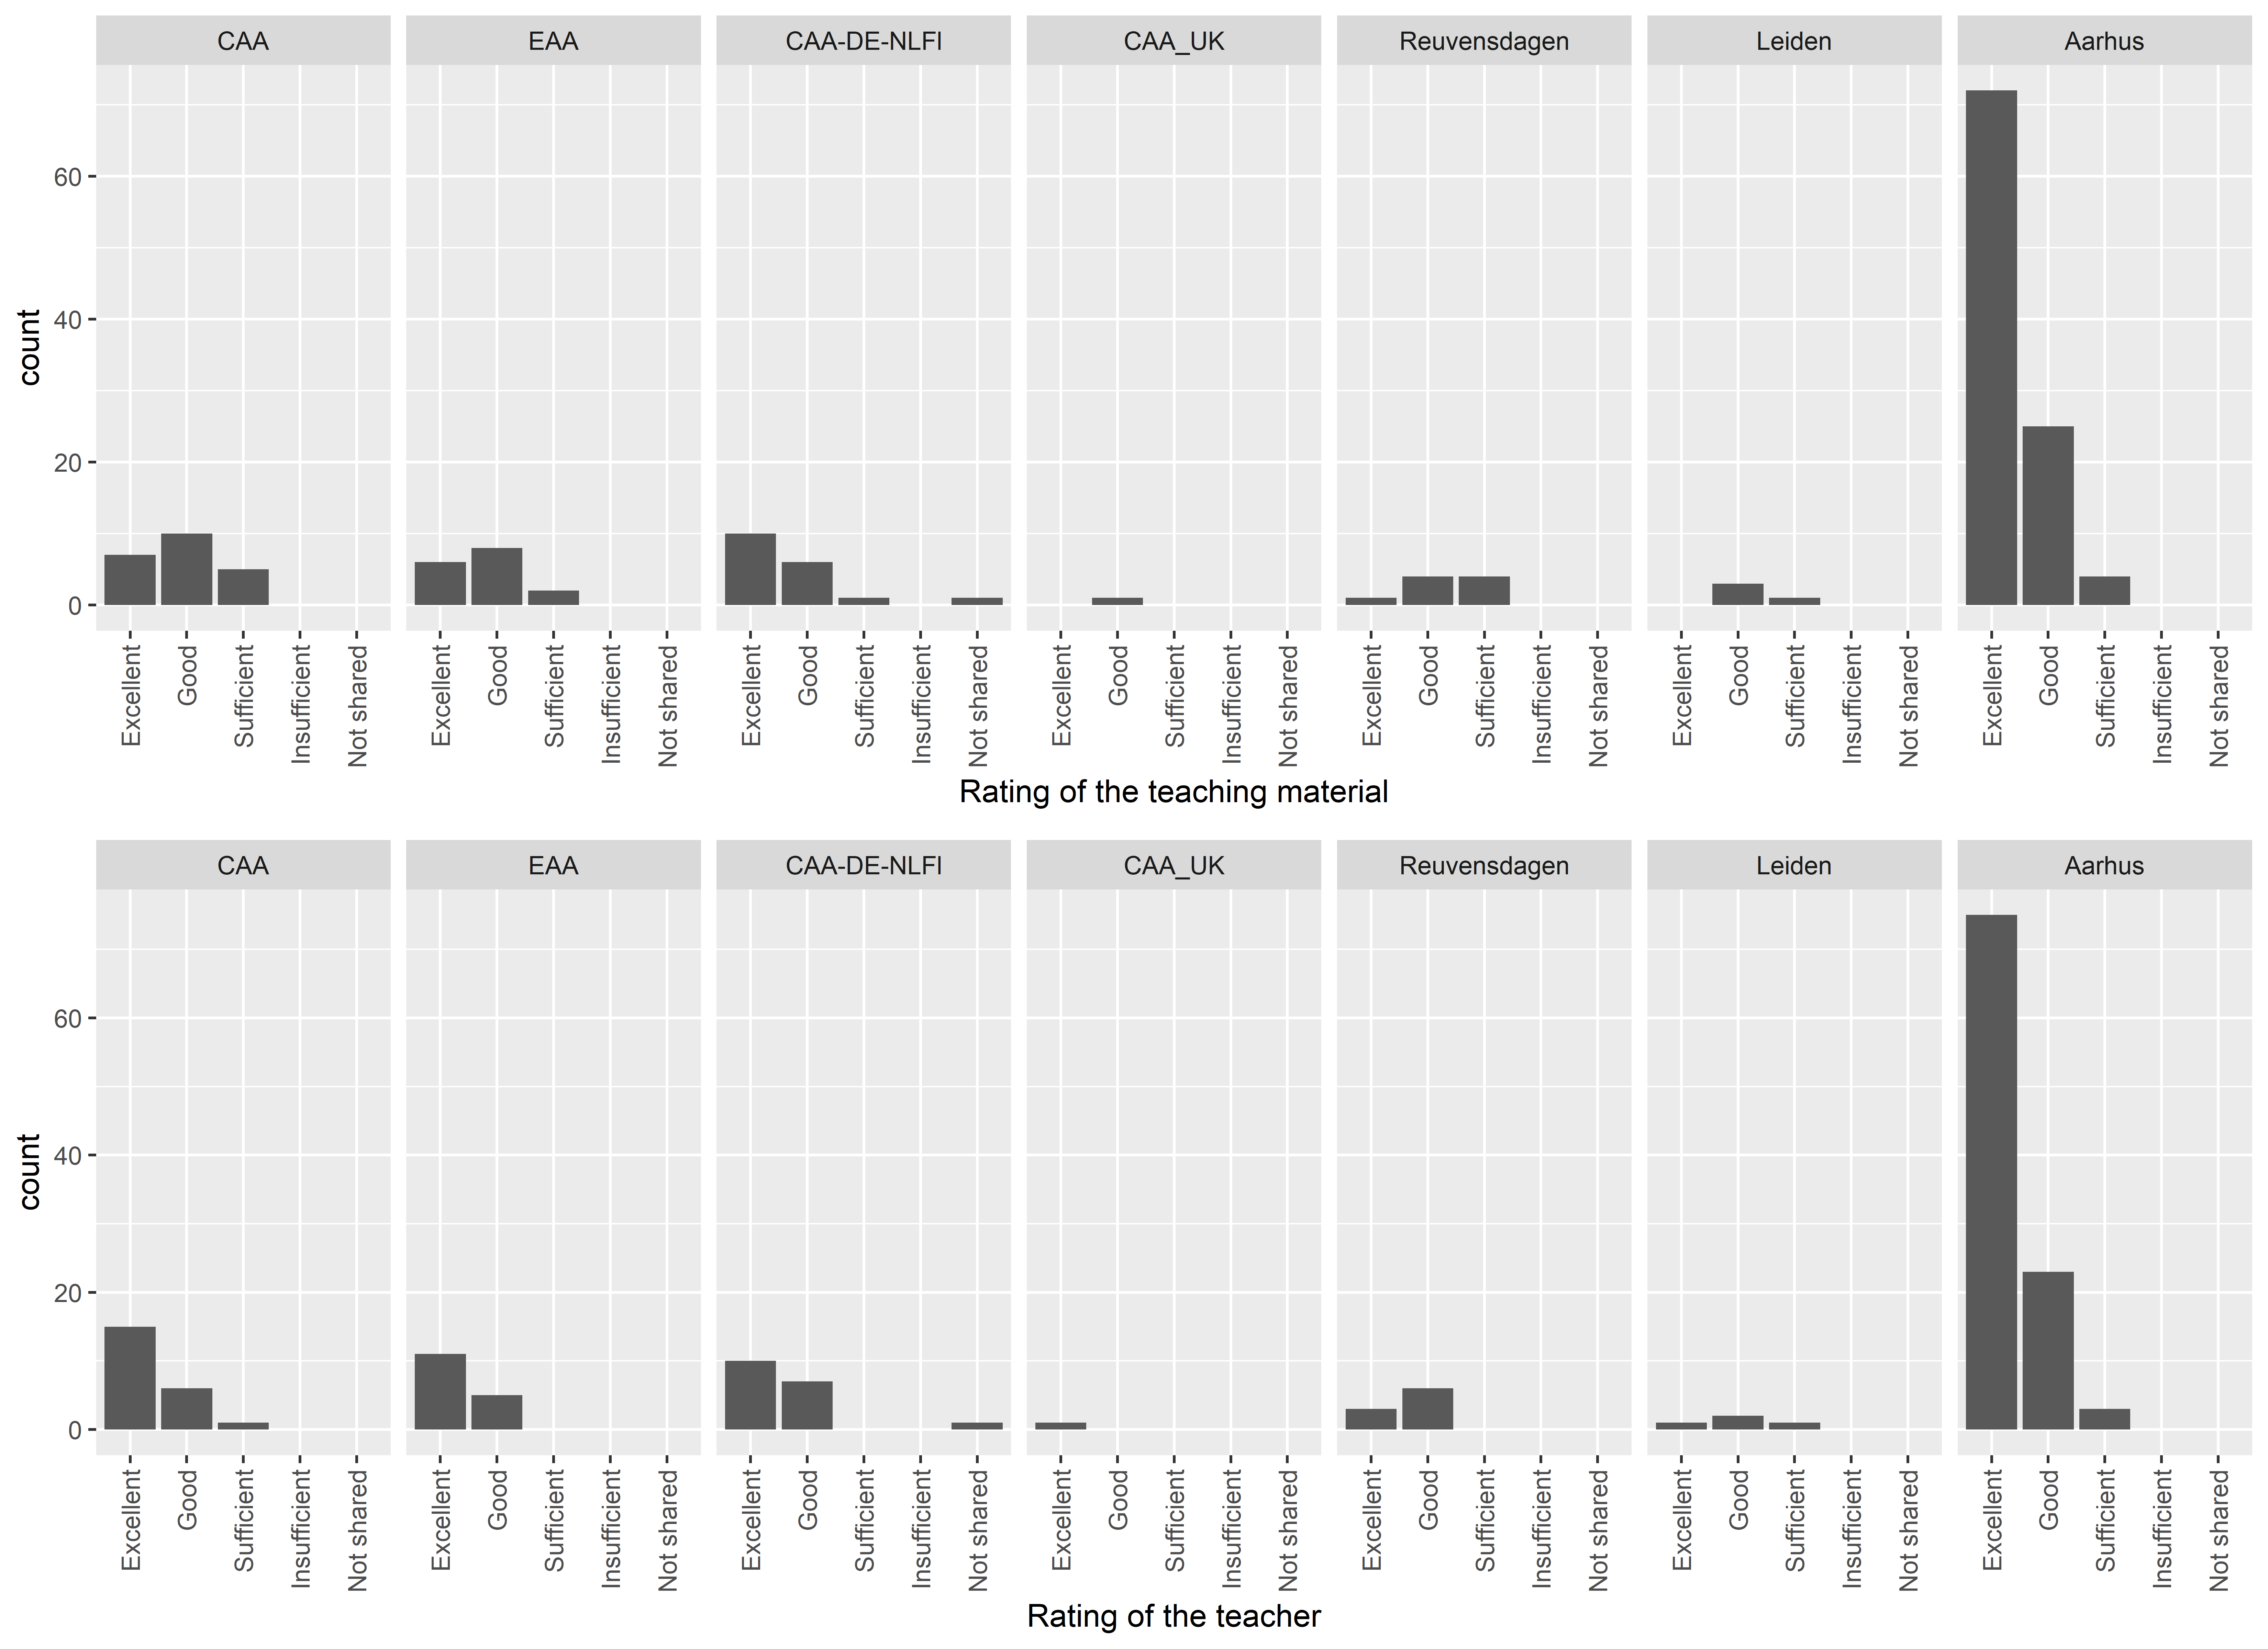 CAA EAA CAA-DE-NLFI CAA_UK Reuvensdagen Leiden Aarhus
count
60
40
20
0
Excellent Good Sufficient Insufficient Not shared Excellent Good Sufficient Insufficient Not shared Excellent Good Sufficient Insufficient Not shared Excellent Good Sufficient Insufficient Not shared Excellent Good Sufficient Insufficient Not shared Excellent Good Sufficient Insufficient Not shared Excellent Good Sufficient Insufficient Not shared
Rating of the teaching material
CAA EAA CAA-DE-NLFI CAA_UK Reuvensdagen Leiden Aarhus
count
60
40
20
0
Excellent Good Sufficient Insufficient Not shared Excellent Good Sufficient Insufficient Not shared Excellent Good Sufficient Insufficient Not shared Excellent Good Sufficient Insufficient Not shared Excellent Good Sufficient Insufficient Not shared Excellent Good Sufficient Insufficient Not shared Excellent Good Sufficient Insufficient Not shared
Rating of the teacher